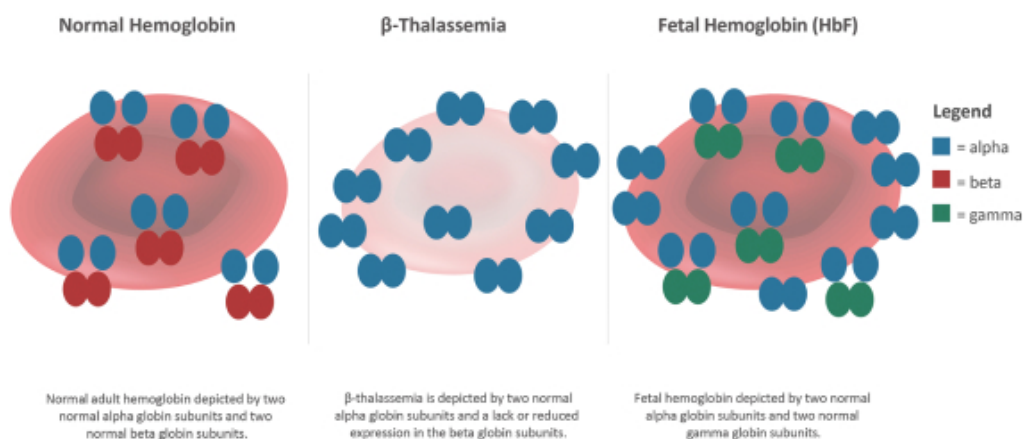 Normal Hemoglobin
β-Thalassemia
Fetal Hemoglobin (HbF)
Legend
= alpha
= beta
= gamma
Normal adult hemoglobin depicted by two
normal alpha globin subunits and two
normal beta globin subunits.
β-thalassemia is depicted by two normal
alpha globin subunits and a lack or reduced
expression in the beta globin subunits.
Fetal hemoglobin depicted by two normal
alpha globin subunits and two normal
gamma globin subunits.